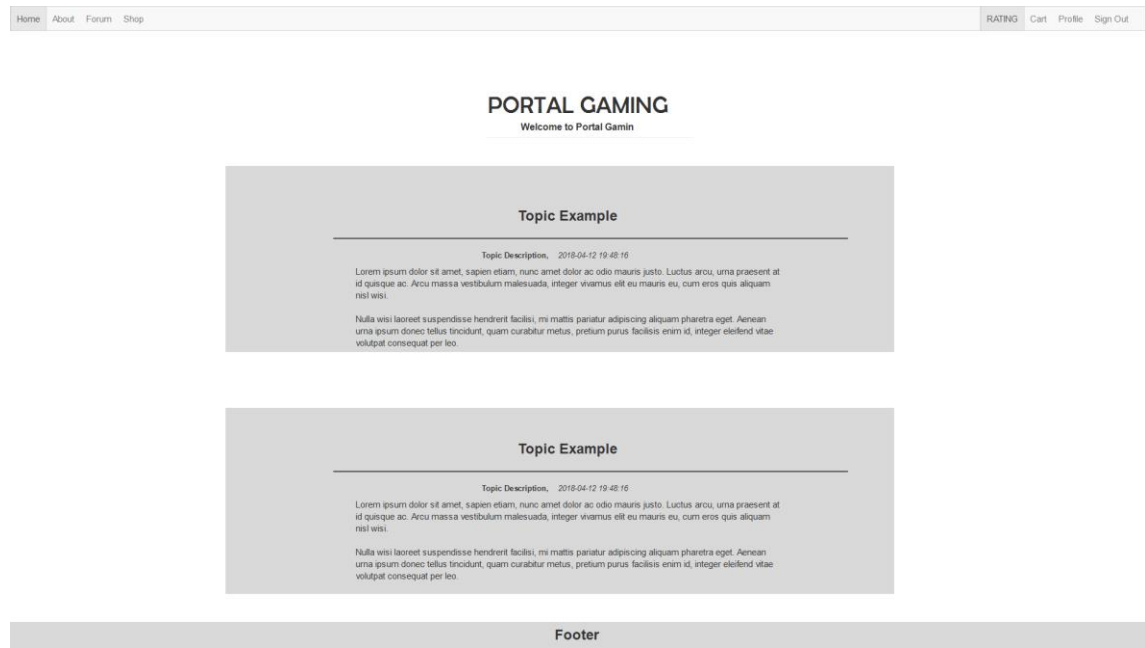 Home About Forum Shop RATING Cart Profile Sign Out
PORTAL GAMING
Welcome to Portal Gamin
Topic Example
Topic Description, 2018-04-12 19:48:16
Lorem ipsum dolor sit amet, sapien etiam, nunc amet dolor ac odio mauris justo. Luctus arcu, urna praesent at
id quisque ac. Arcu massa vestibulum malesuada, integer vivamus elit eu mauris eu, cum eros quis aliquam
nisl wisi.
Nulla wisi laoreet suspendisse hendrerit facilisi, mi mattis pariatur adipiscing aliquam pharetra eget. Aenean
urna ipsum donec tellus tincidunt, quam curabitur metus, pretium purus facilisis enim id, integer eleifend vitae
volutpat consequat per leo.
Topic Example
Topic Description, 2018-04-12 19:48:16
Lorem ipsum dolor sit amet, sapien etiam, nunc amet dolor ac odio mauris justo. Luctus arcu, urna praesent at
id quisque ac. Arcu massa vestibulum malesuada, integer vivamus elit eu mauris eu, cum eros quis aliquam
nisl wisi.
Nulla wisi laoreet suspendisse hendrerit facilisi, mi mattis pariatur adipiscing aliquam pharetra eget. Aenean
urna ipsum donec tellus tincidunt, quam curabitur metus, pretium purus facilisis enim id, integer eleifend vitae
volutpat consequat per leo.
Footer